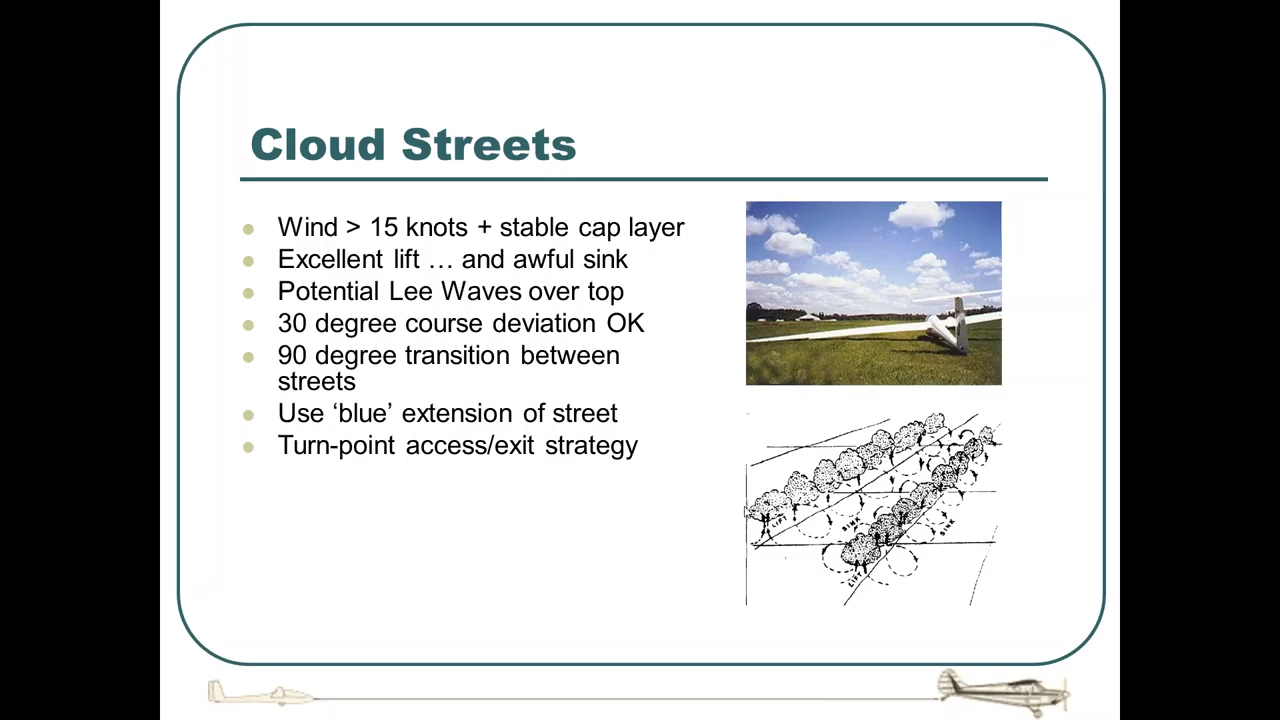 Cloud Streets
Wind > 15 knots + stable cap layer
Excellent lift … and awful sink
Potential Lee Waves over top
30 degree course deviation OK
90 degree transition between
streets
Use ‘blue’ extension of street
Turn-point access/exit strategy
LIFT
SINK
SINK
LIFT